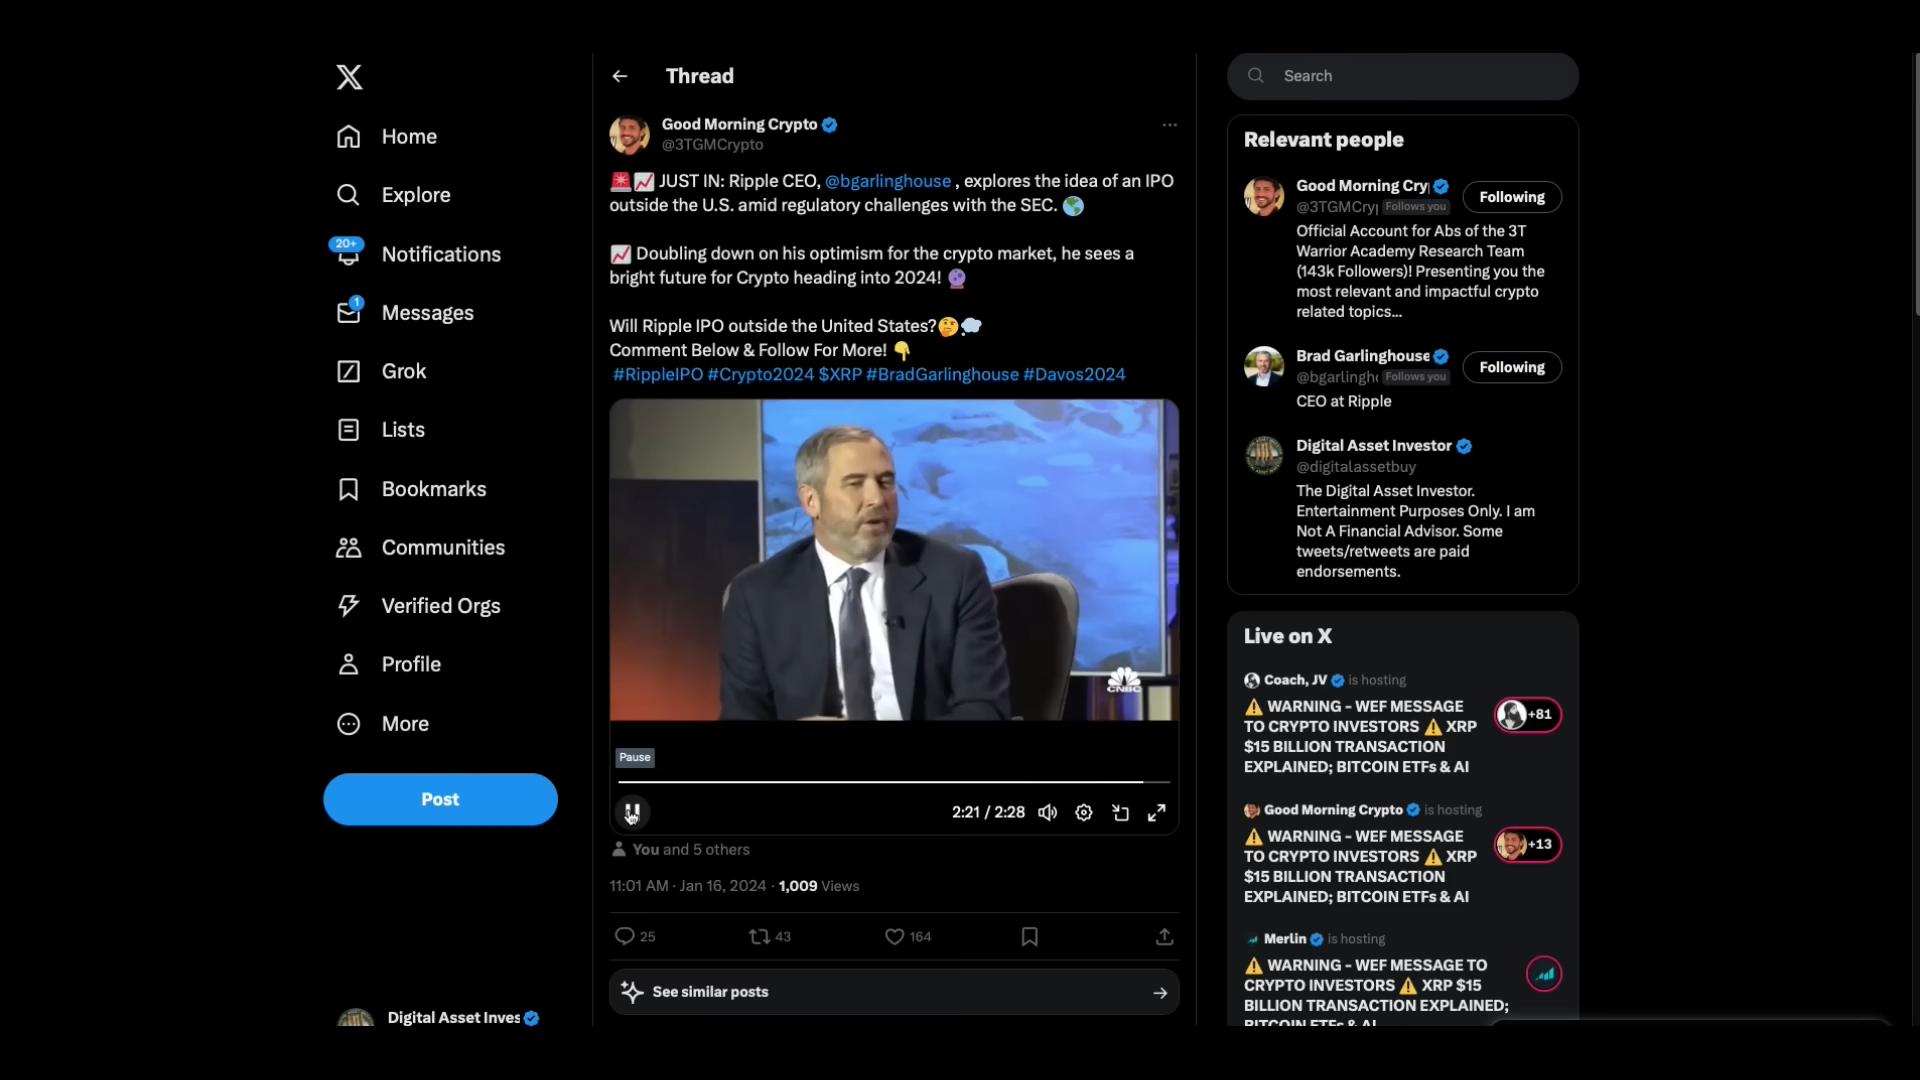 X
Home
Explore
20+
Notifications
1
Messages
Grok
Lists
Bookmarks
Communities
Verified Orgs
Profile
More
Post
Digital Asset Inves
Thread
Good Morning Crypto
@3TGMCrypto
🚨📈 JUST IN: Ripple CEO, @bgarlinghouse , explores the idea of an IPO
outside the U.S. amid regulatory challenges with the SEC. 🌎
📈 Doubling down on his optimism for the crypto market, he sees a
bright future for Crypto heading into 2024! 🔮
Will Ripple IPO outside the United States?🤔💭
Comment Below & Follow For More! 👇
#RippleIPO #Crypto2024 $XRP #BradGarlinghouse #Davos2024
CNBC
Pause
2:21 / 2:28
You and 5 others
11:01 AM · Jan 16, 2024 · 1,009 Views
25 43 164
See similar posts
Search
Relevant people
Good Morning Cry
Following
@3TGMCry Follows you
Official Account for Abs of the 3T
Warrior Academy Research Team
(143k Followers)! Presenting you the
most relevant and impactful crypto
related topics...
Brad Garlinghouse
Following
@bgarlingh Follows you
CEO at Ripple
Digital Asset Investor
@digitalassetbuy
The Digital Asset Investor.
Entertainment Purposes Only. I am
Not A Financial Advisor. Some
tweets/retweets are paid
endorsements.
Live on X
Coach, JV is hosting
⚠️ WARNING - WEF MESSAGE
TO CRYPTO INVESTORS ⚠️ XRP
$15 BILLION TRANSACTION
EXPLAINED; BITCOIN ETFs & AI
+81
Good Morning Crypto is hosting
⚠️ WARNING - WEF MESSAGE
TO CRYPTO INVESTORS ⚠️ XRP
$15 BILLION TRANSACTION
EXPLAINED; BITCOIN ETFs & AI
+13
Merlin is hosting
⚠️ WARNING - WEF MESSAGE TO
CRYPTO INVESTORS ⚠️ XRP $15
BILLION TRANSACTION EXPLAINED;
BITCOIN ETFs & AI